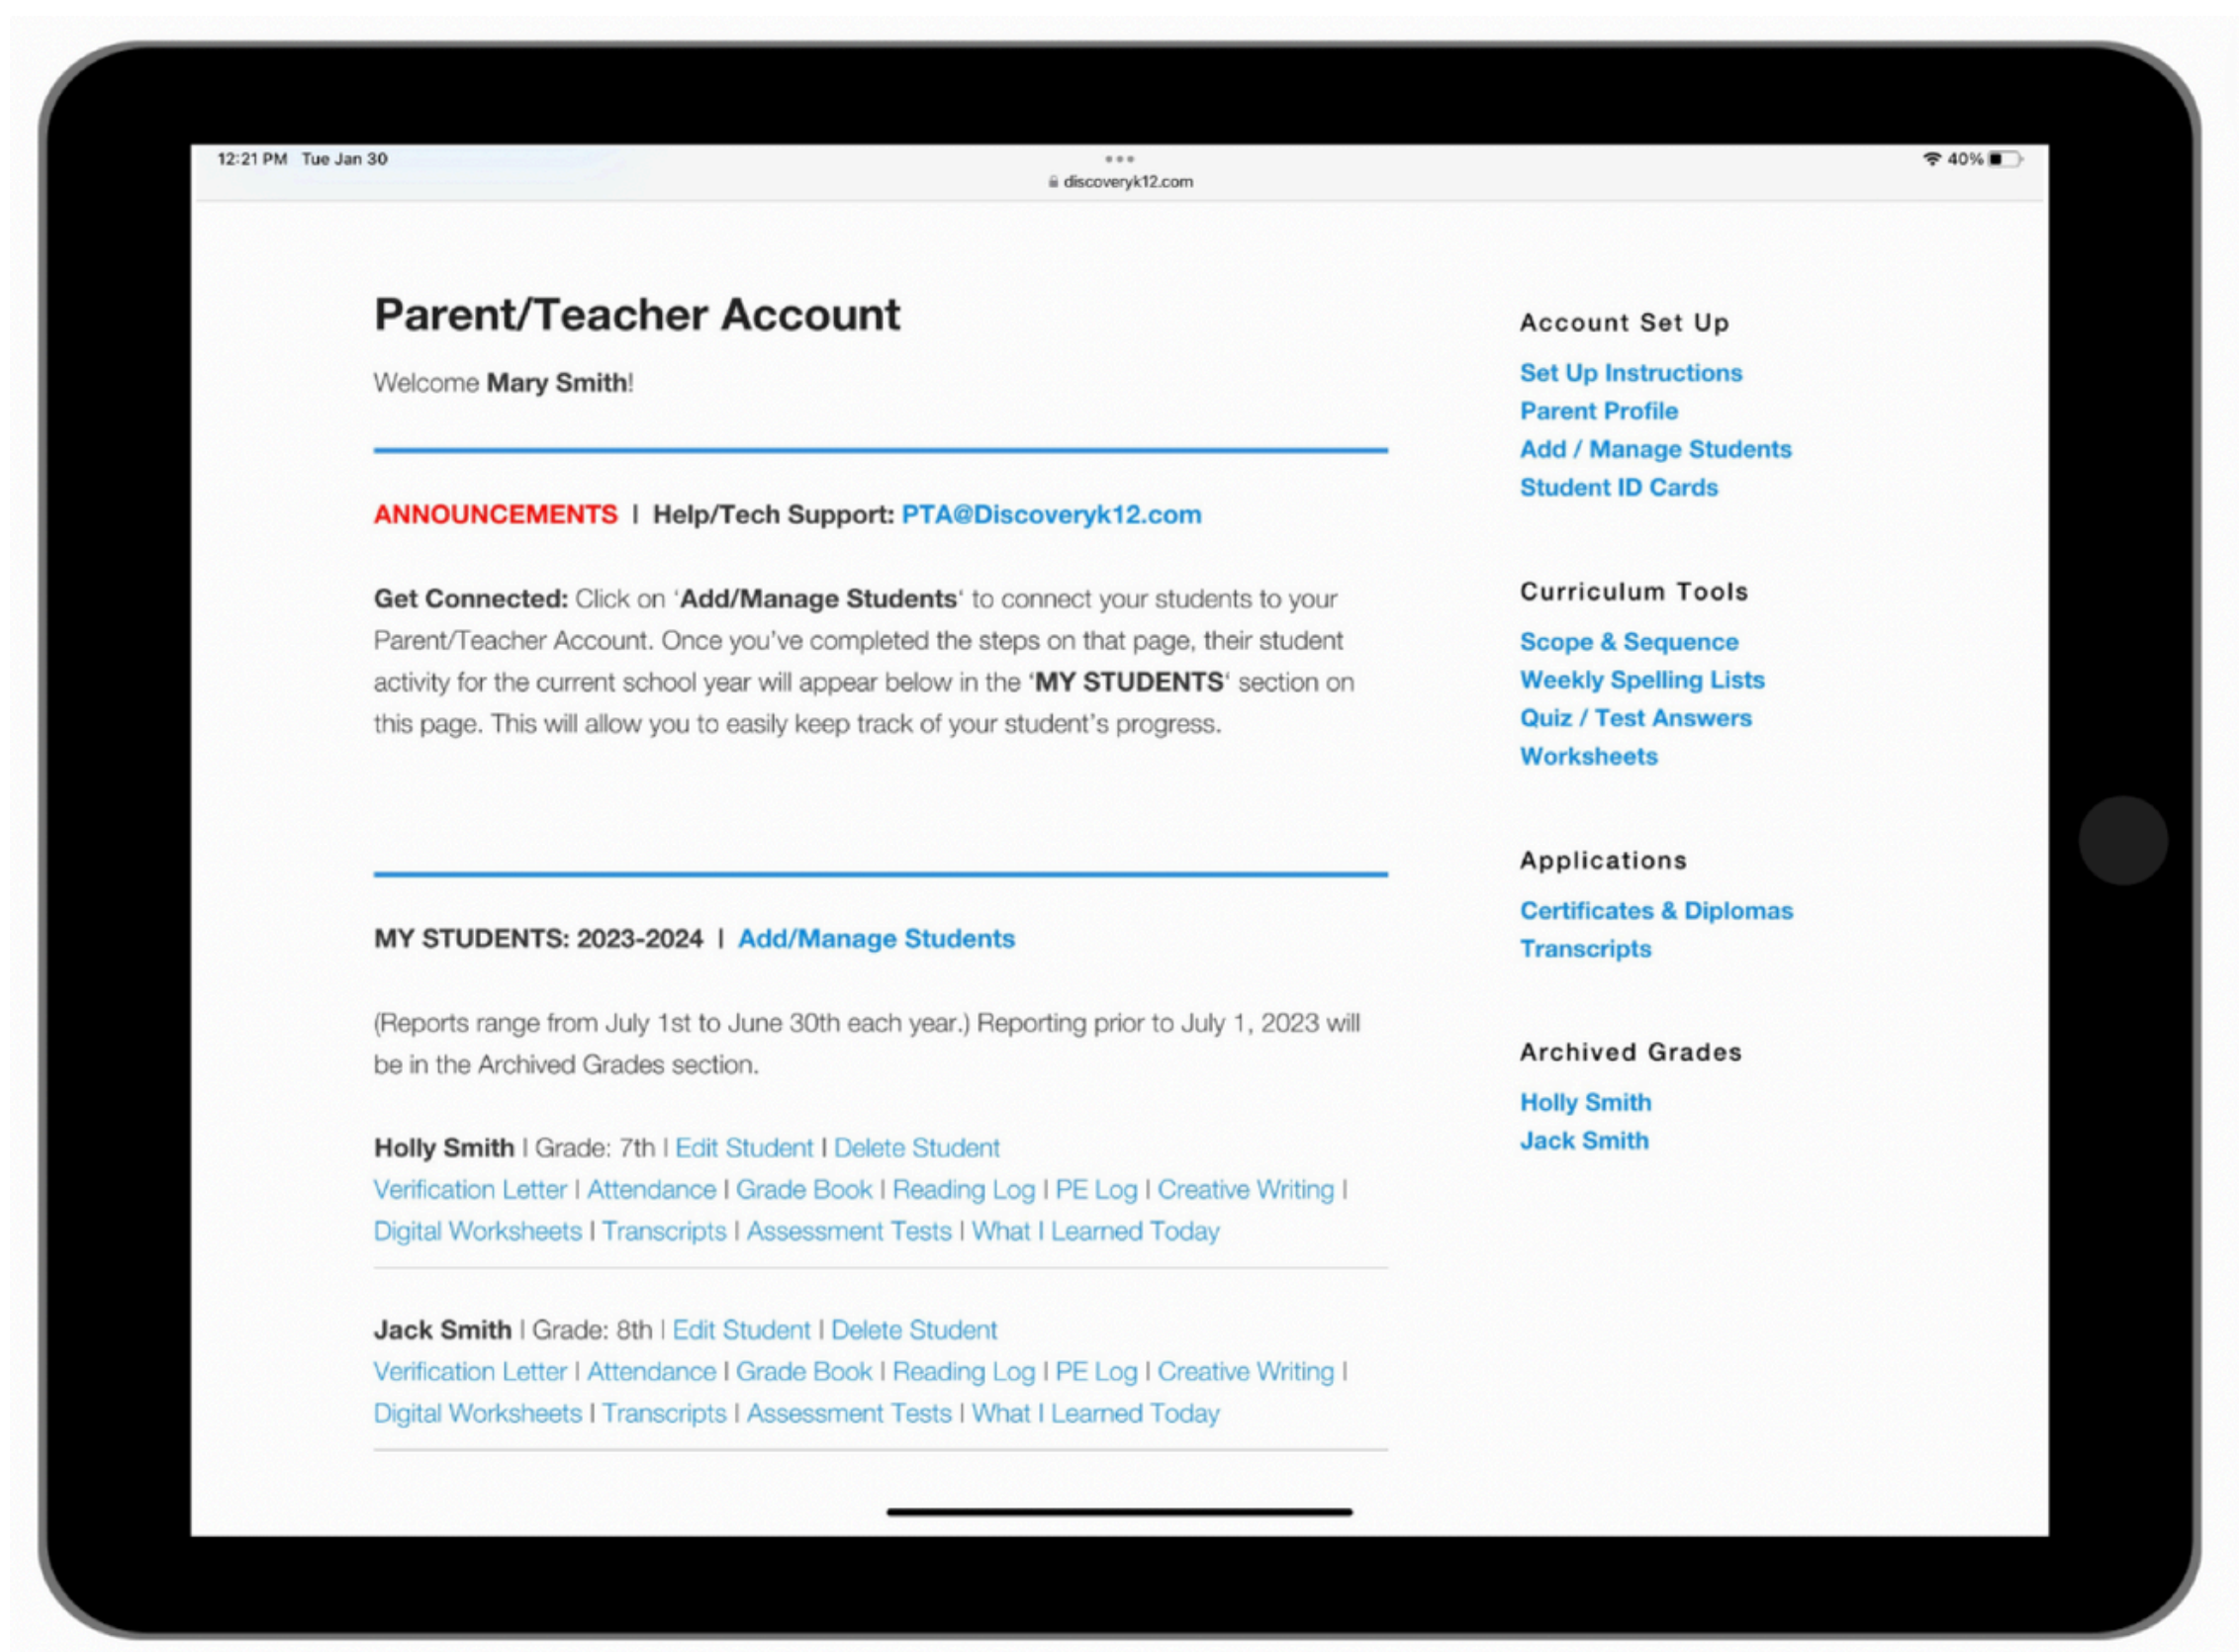 12:21 PM Tue Jan 30
discoveryk12.com
40%
Parent/Teacher Account
Welcome Mary Smith!
ANNOUNCEMENTS | Help/Tech Support: PTA@Discoveryk12.com
Get Connected: Click on ‘Add/Manage Students‘ to connect your students to your
Parent/Teacher Account. Once you’ve completed the steps on that page, their student
activity for the current school year will appear below in the ‘MY STUDENTS‘ section on
this page. This will allow you to easily keep track of your student’s progress.
MY STUDENTS: 2023-2024 | Add/Manage Students
(Reports range from July 1st to June 30th each year.) Reporting prior to July 1, 2023 will
be in the Archived Grades section.
Holly Smith | Grade: 7th | Edit Student | Delete Student
Verification Letter | Attendance | Grade Book | Reading Log | PE Log | Creative Writing |
Digital Worksheets | Transcripts | Assessment Tests | What I Learned Today
Jack Smith | Grade: 8th | Edit Student | Delete Student
Verification Letter | Attendance | Grade Book | Reading Log | PE Log | Creative Writing |
Digital Worksheets | Transcripts | Assessment Tests | What I Learned Today
Account Set Up
Set Up Instructions
Parent Profile
Add / Manage Students
Student ID Cards
Curriculum Tools
Scope & Sequence
Weekly Spelling Lists
Quiz / Test Answers
Worksheets
Applications
Certificates & Diplomas
Transcripts
Archived Grades
Holly Smith
Jack Smith